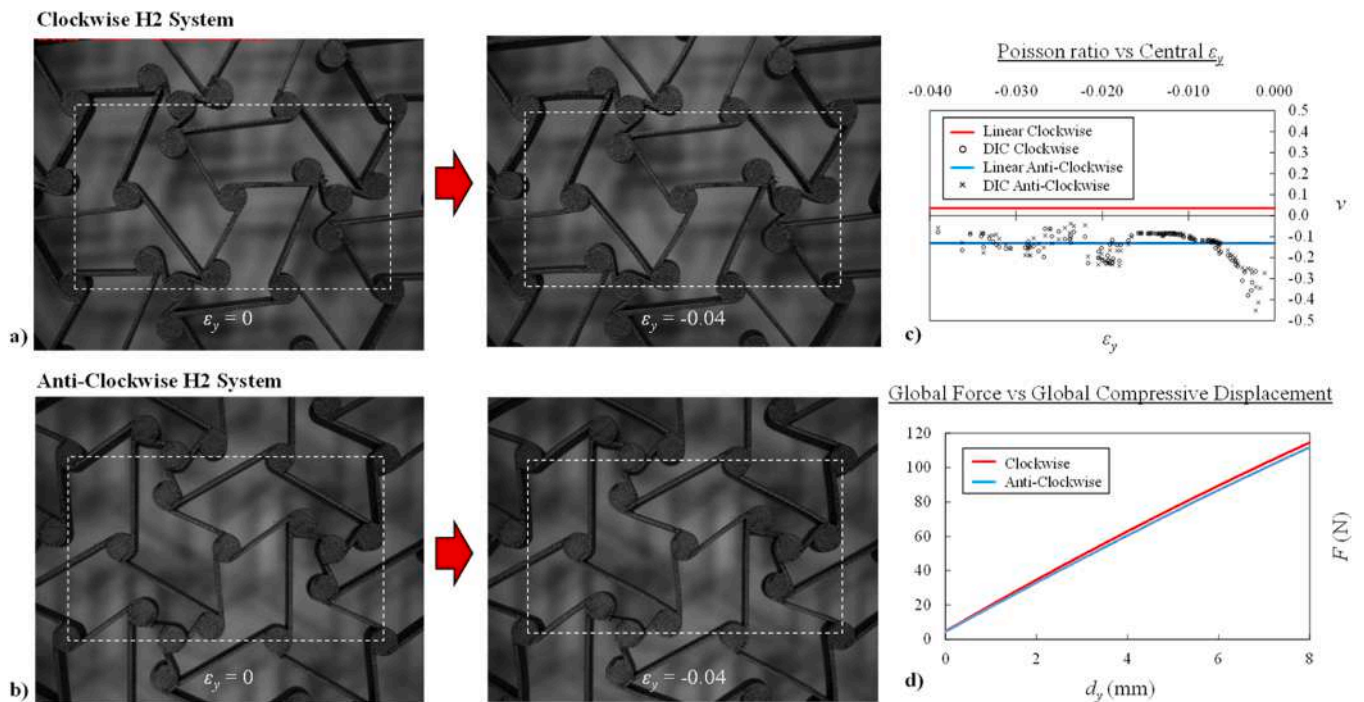 Clockwise H2 System
εy = 0
εy = -0.04
a)
Anti-Clockwise H2 System
εy = 0
εy = -0.04
b)
Poisson ratio vs Central εy
-0.040 -0.030 -0.020 -0.010 0.000
Linear Clockwise
DIC Clockwise
Linear Anti-Clockwise
DIC Anti-Clockwise
0.5
0.4
0.3
0.2
0.1
0.0
-0.1
-0.2
-0.3
-0.4
-0.5
ν
εy
c)
Global Force vs Global Compressive Displacement
Clockwise
Anti-Clockwise
120
100
80
60
40
20
0
F (N)
0 2 4 6 8
dy (mm)
d)